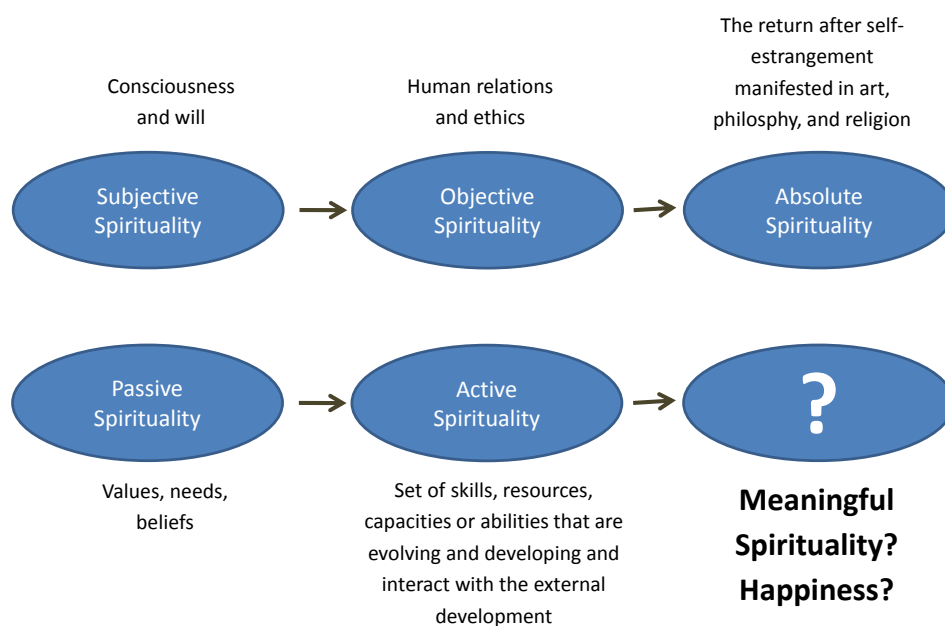 Consciousness
and will
Human relations
and ethics
The return after self-
estrangement
manifested in art,
philosphy, and religion
Subjective
Spirituality
Objective
Spirituality
Absolute
Spirituality
Passive
Spirituality
Active
Spirituality
?
Values, needs,
beliefs
Set of skills, resources,
capacities or abilities that are
evolving and developing and
interact with the external
development
Meaningful
Spirituality?
Happiness?